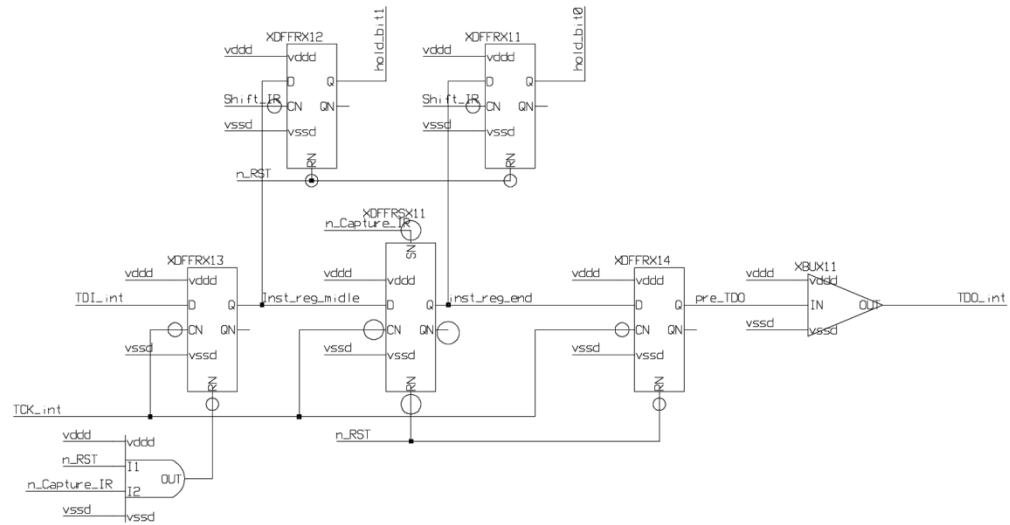 hold_bit1
hold_bit0
XDFFRX12
XDFFRX11
vddd
vddd
vddd
vddd
D
Q
D
Q
Shift_IR
CN
QN
Shift_IR
CN
QN
vssd
vssd
vssd
vssd
RN
RN
n_RST
XDFFRSX11
n_Capture_IR
SN
XDFFRX13
XDFFRX14
XBUX11
vddd
vddd
vddd
vddd
vddd
vddd
vddd
vddd
TDI_int
D
Q
Inst_reg_midle
D
Q
inst_reg_end
D
Q
pre_TDO
IN
OUT
TDO_int
CN
QN
CN
QN
CN
QN
vssd
vssd
vssd
vssd
vssd
vssd
vssd
vssd
RN
RN
RN
TCK_int
n_RST
vddd
vddd
n_RST
I1
OUT
n_Capture_IR
I2
vssd
vssd